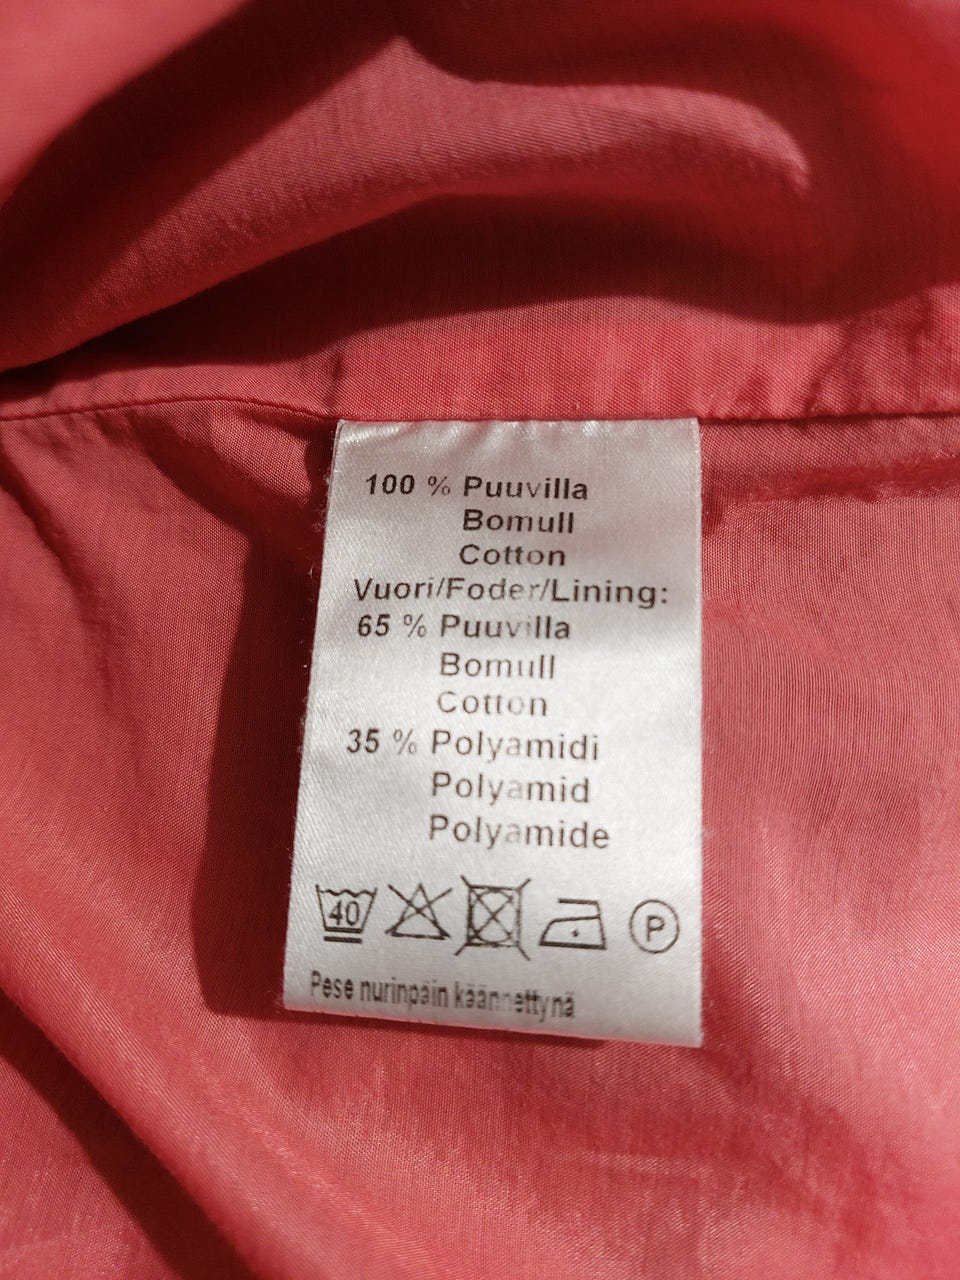 100 % Puuvilla
Bomull
Cotton
Vuori/Foder/Lining:
65 % Puuvilla
Bomull
Cotton
35 % Polyamidi
Polyamid
Polyamide
40 P
Pese nurinpäin käännettynä